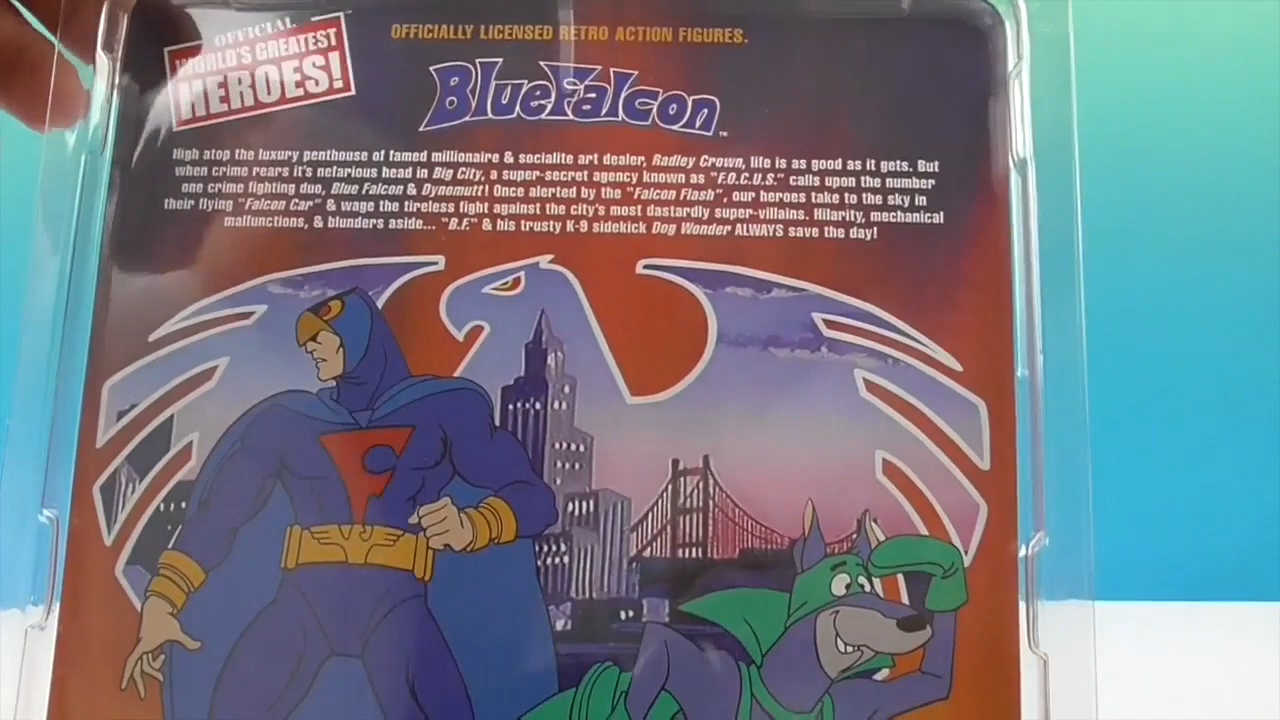 OFFICIAL
WORLD'S GREATEST
HEROES!
OFFICIALLY LICENSED RETRO ACTION FIGURES.
BlueFalcon™
High atop the luxury penthouse of famed millionaire & socialite art dealer, Radley Crown, life is as good as it gets. But
when crime rears it's nefarious head in Big City, a super-secret agency known as "F.O.C.U.S." calls upon the number
one crime fighting duo, Blue Falcon & Dynomutt! Once alerted by the "Falcon Flash", our heroes take to the sky in
their flying "Falcon Car" & wage the tireless fight against the city's most dastardly super-villains. Hilarity, mechanical
malfunctions, & blunders aside... "B.F." & his trusty K-9 sidekick Dog Wonder ALWAYS save the day!